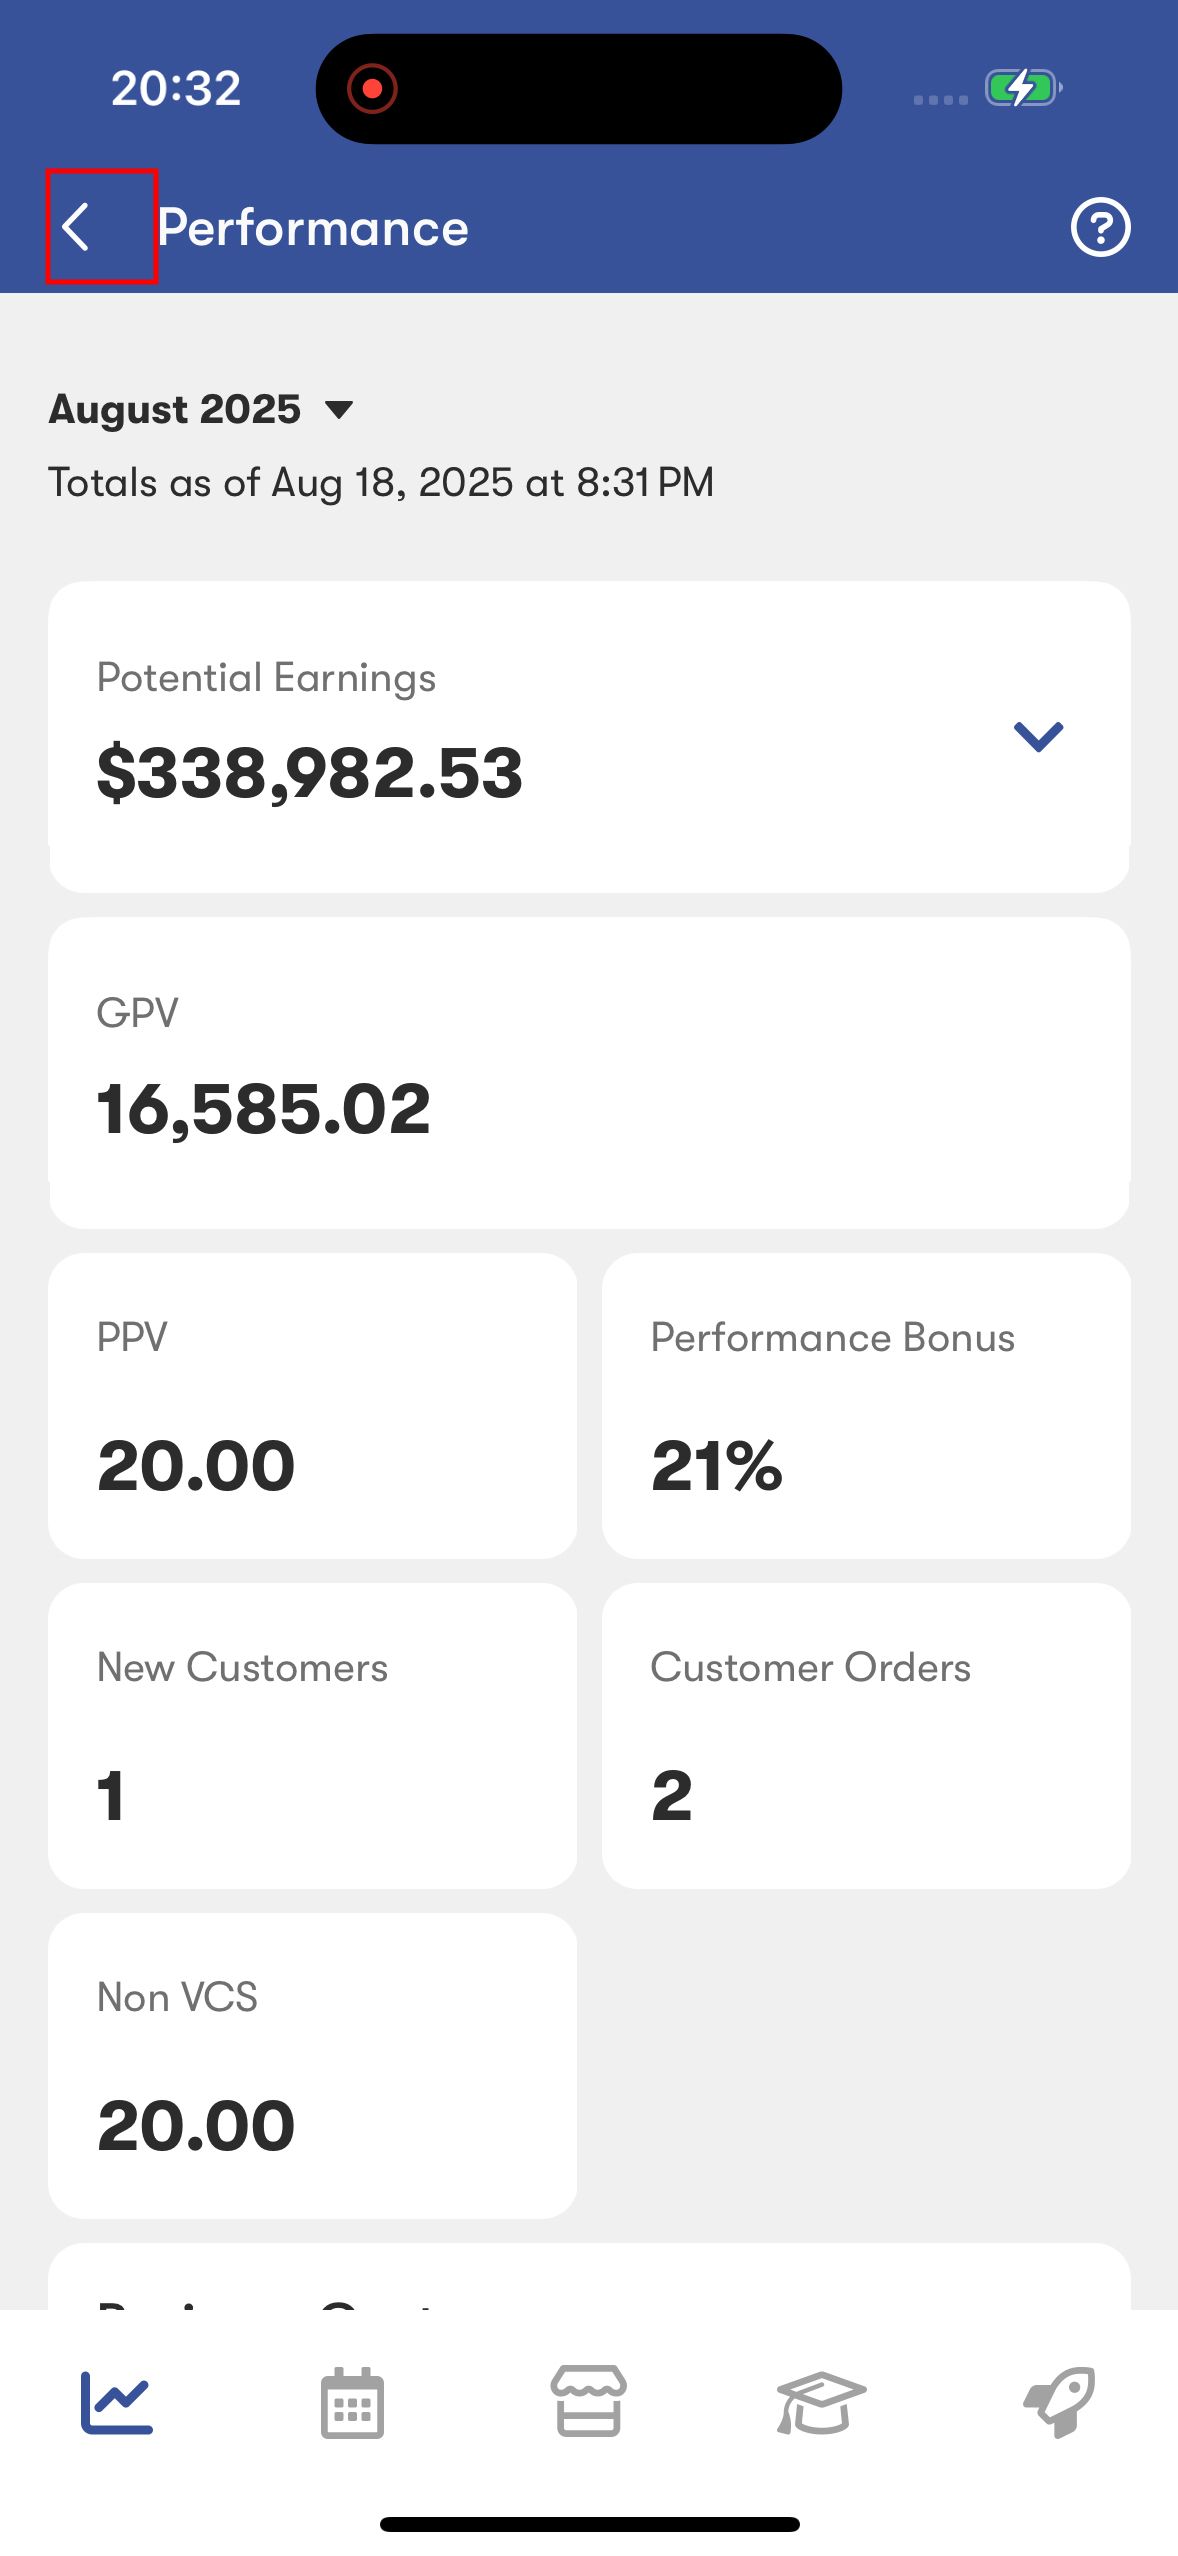 20:32
Performance
August 2025
Totals as of Aug 18, 2025 at 8:31 PM
Potential Earnings
$338,982.53
GPV
16,585.02
PPV
Performance Bonus
20.00
21%
New Customers
Customer Orders
1
2
Non VCS
20.00